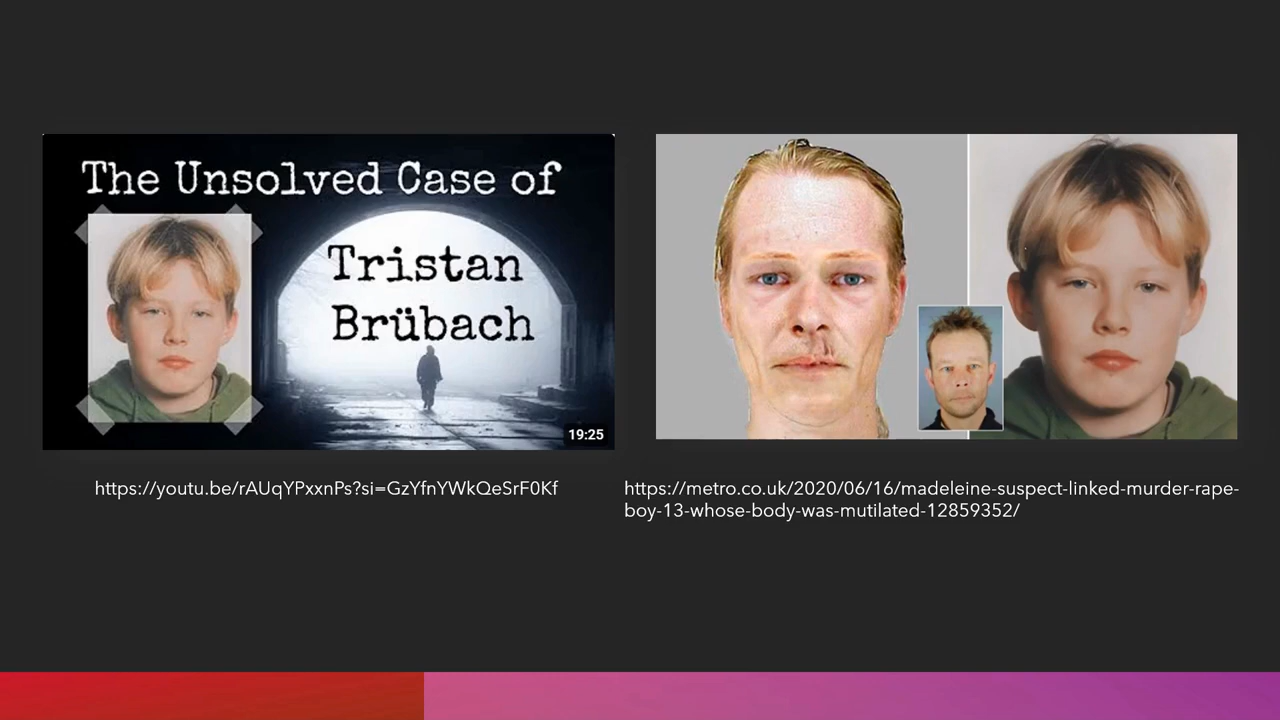 The Unsolved Case of
Tristan
Brübach
19:25
https://youtu.be/rAUqYPxxnPs?si=GzYfnYWkQeSrF0Kf
https://metro.co.uk/2020/06/16/madeleine-suspect-linked-murder-rape-
boy-13-whose-body-was-mutilated-12859352/